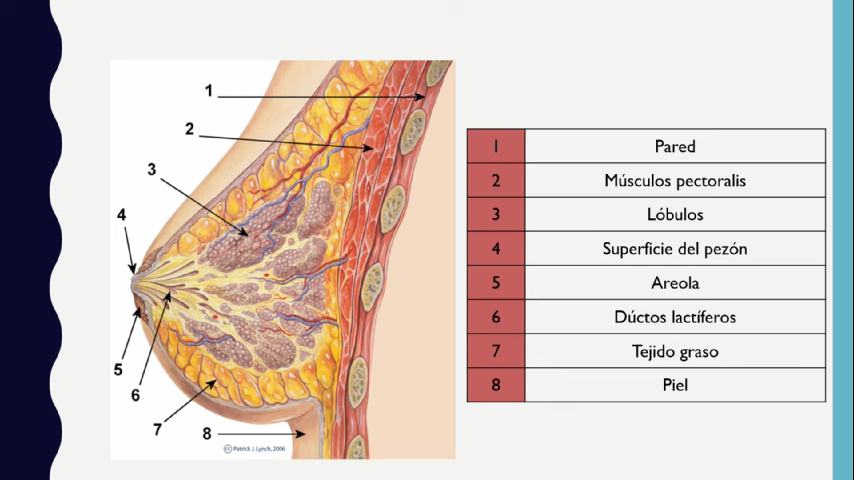 1
2
3
4
5
6
7
8
(cc) Patrick J. Lynch, 2006
1 Pared
2 Músculos pectoralis
3 Lóbulos
4 Superficie del pezón
5 Areola
6 Dúctos lactíferos
7 Tejido graso
8 Piel